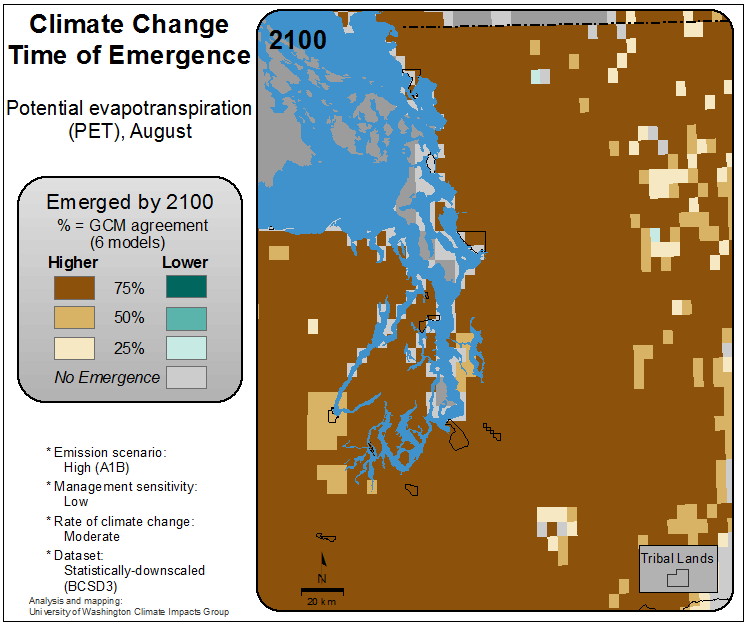 Climate Change
Time of Emergence
Potential evapotranspiration
(PET), August
Emerged by 2100
% = GCM agreement
(6 models)
Higher Lower
75%
50%
25%
No Emergence
* Emission scenario:
High (A1B)
* Management sensitivity:
Low
* Rate of climate change:
Moderate
* Dataset:
Statistically-downscaled
(BCSD3)
Analysis and mapping:
University of Washington Climate Impacts Group
2100
N
20 km
Tribal Lands